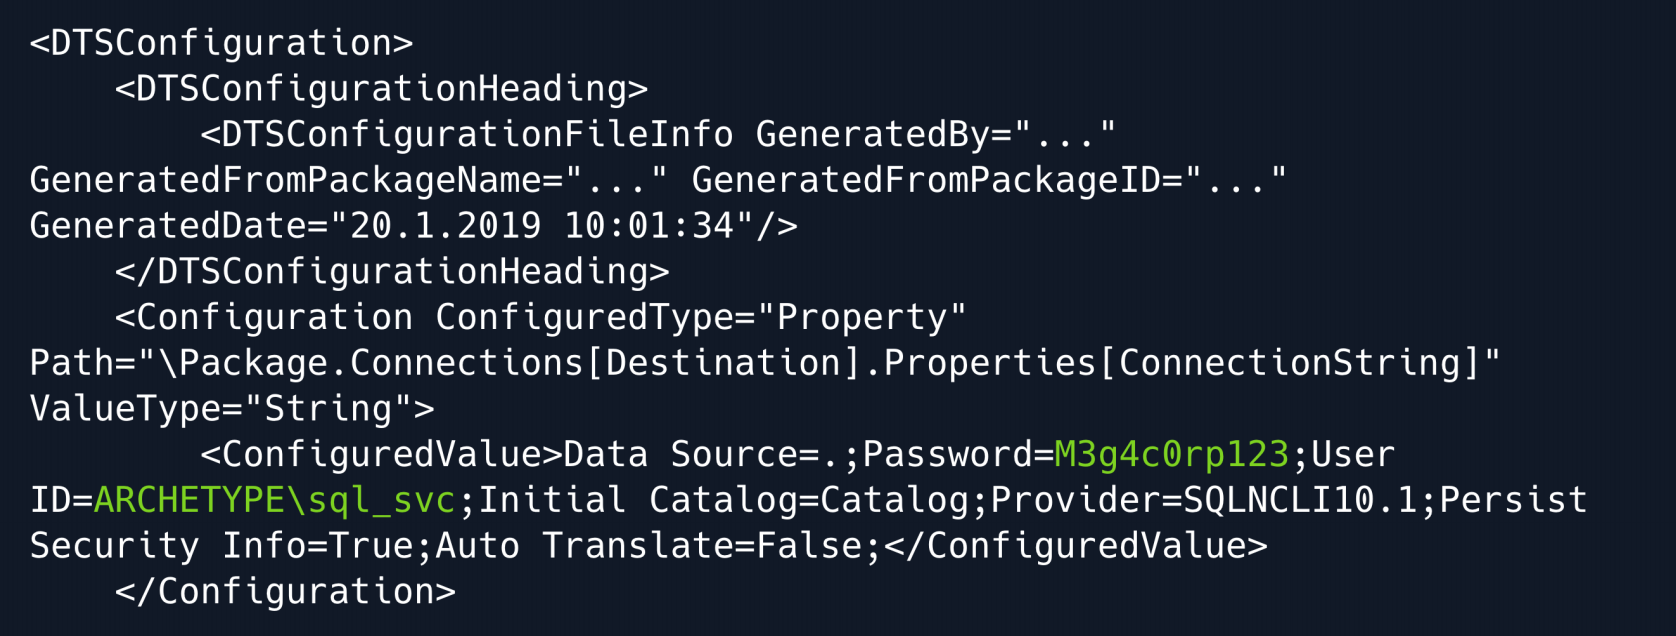 <DTSConfiguration>
    <DTSConfigurationHeading>
        <DTSConfigurationFileInfo GeneratedBy="..."
GeneratedFromPackageName="..." GeneratedFromPackageID="..."
GeneratedDate="20.1.2019 10:01:34"/>
    </DTSConfigurationHeading>
    <Configuration ConfiguredType="Property"
Path="\Package.Connections[Destination].Properties[ConnectionString]"
ValueType="String">
        <ConfiguredValue>Data Source=.;Password=M3g4c0rp123;User
ID=ARCHETYPE\sql_svc;Initial Catalog=Catalog;Provider=SQLNCLI10.1;Persist
Security Info=True;Auto Translate=False;</ConfiguredValue>
    </Configuration>